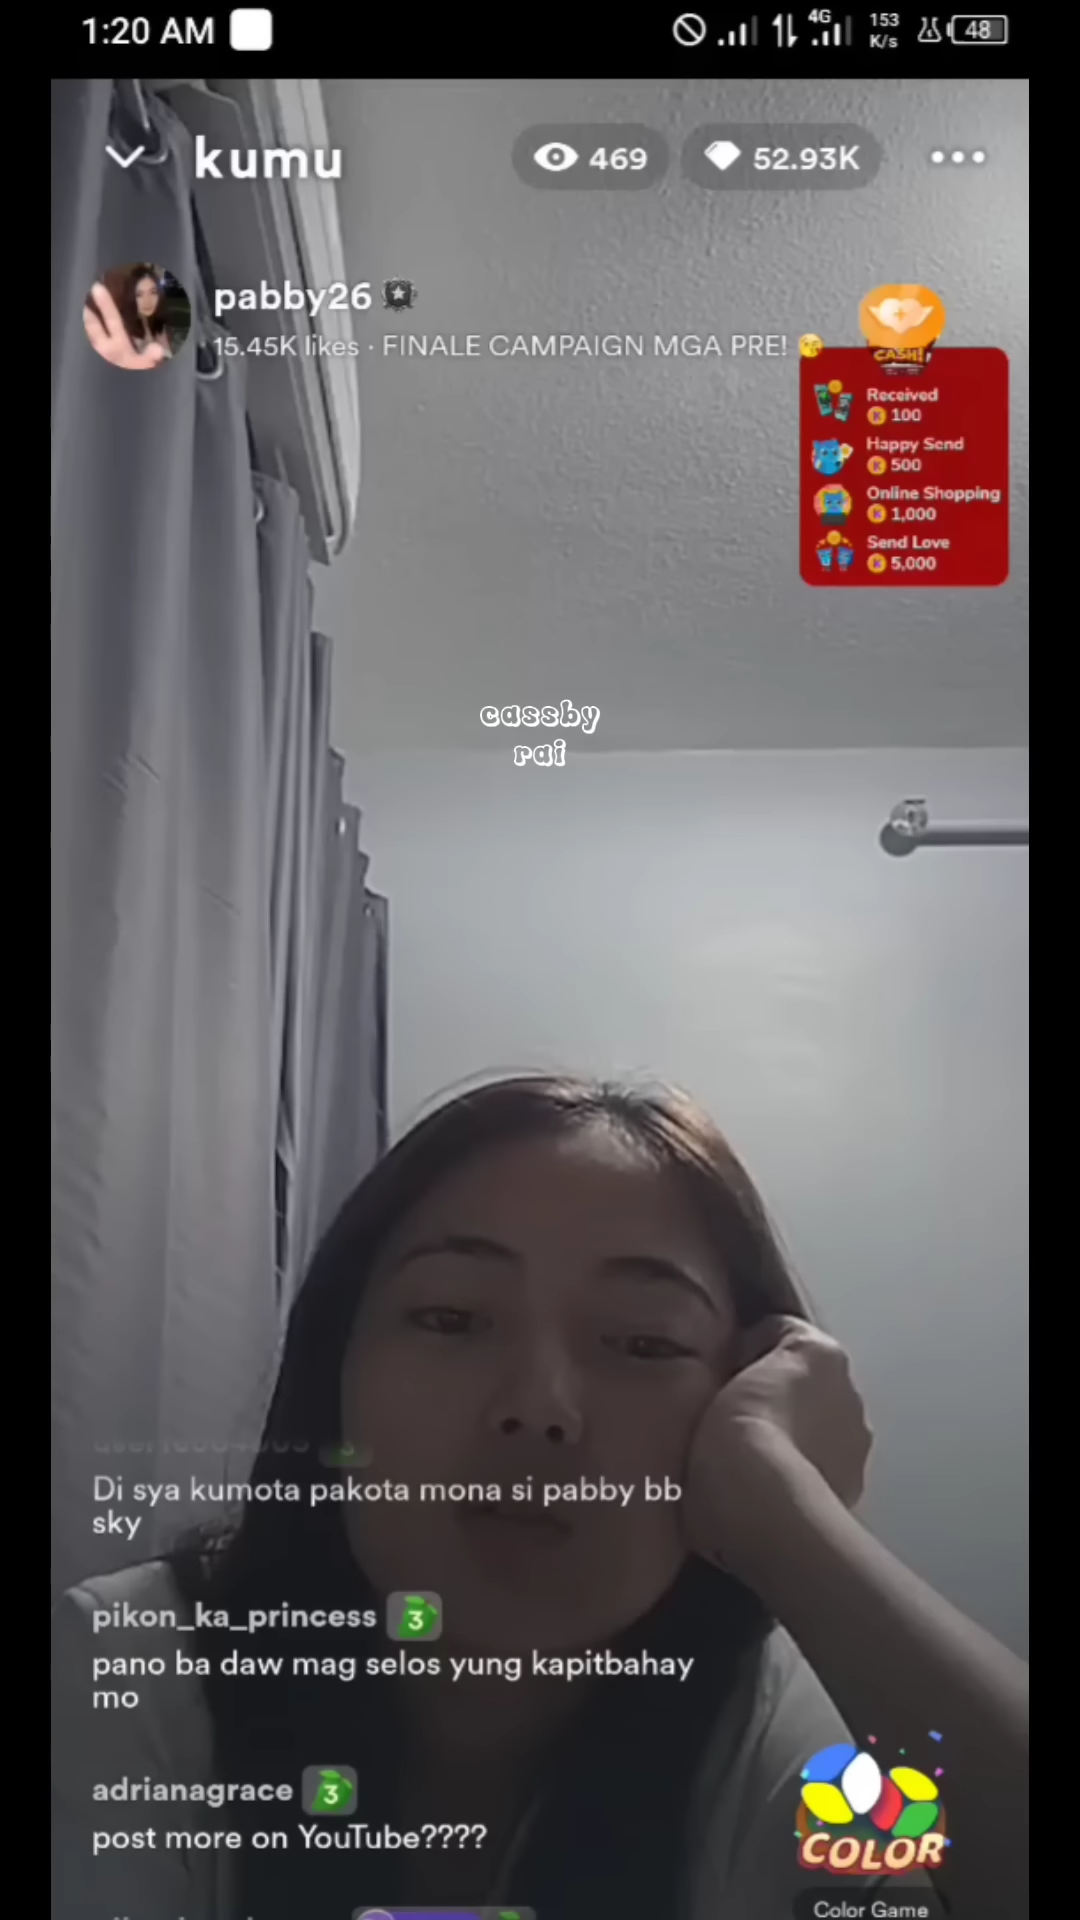 1:20 AM
4G
153
K/s
48
kumu
469
52.93K
pabby26
15.45K likes · FINALE CAMPAIGN MGA PRE!
CASH!
Received
100
Happy Send
500
Online Shopping
1,000
Send Love
5,000
cassby
rai
3
Di sya kumota pakota mona si pabby bb
sky
pikon_ka_princess 3
pano ba daw mag selos yung kapitbahay
mo
adrianagrace 3
post more on YouTube????
COLOR
Color Game